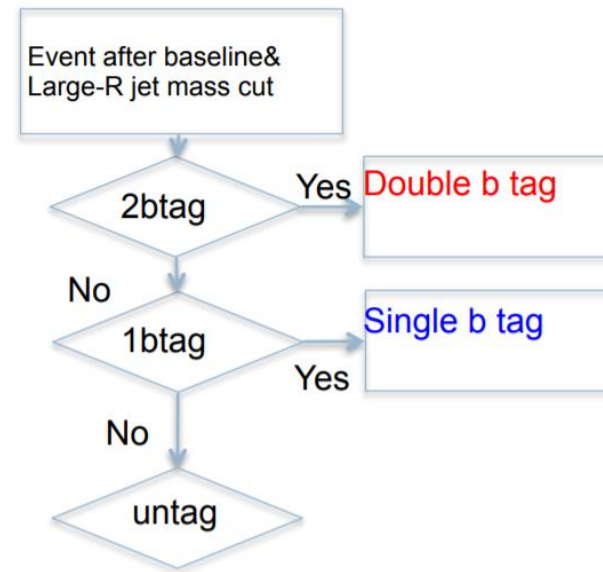 Event after baseline&
Large-R jet mass cut
2btag
Yes
Double b tag
No
1btag
Yes
Single b tag
No
untag